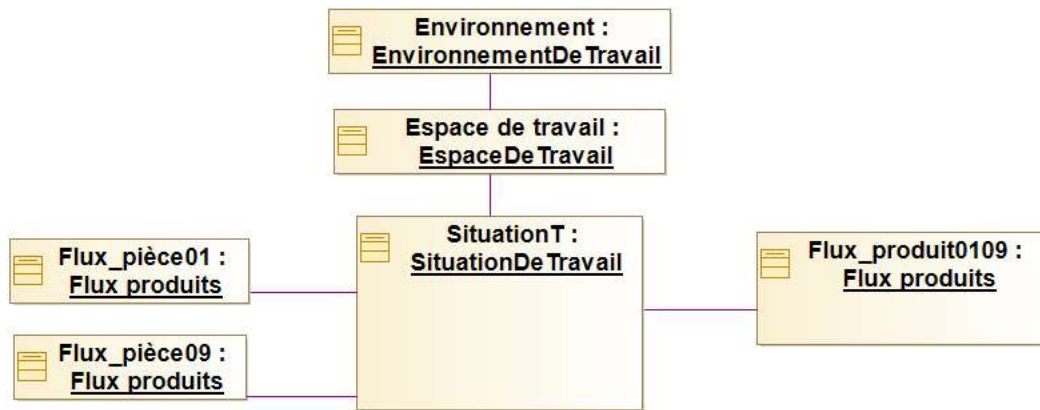 Environnement :
EnvironnementDeTravail
Espace de travail :
EspaceDeTravail
SituationT :
SituationDeTravail
Flux_pièce01 :
Flux produits
Flux_pièce09 :
Flux produits
Flux_produit0109 :
Flux produits